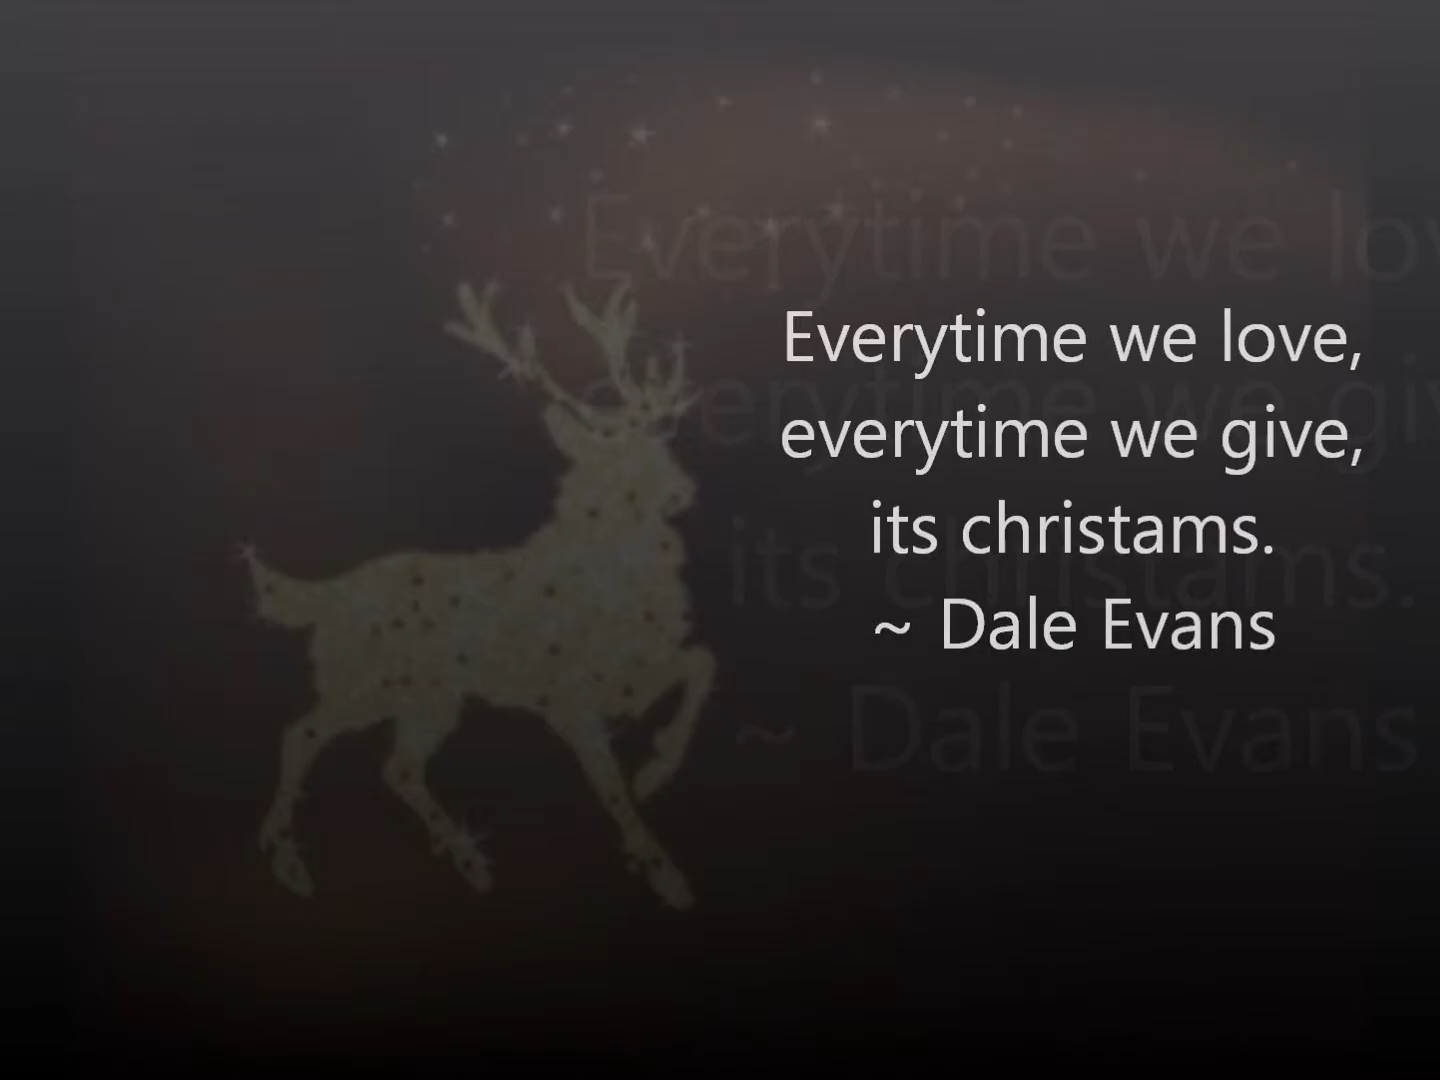 Everytime we love,
everytime we give,
its christams.
~ Dale Evans